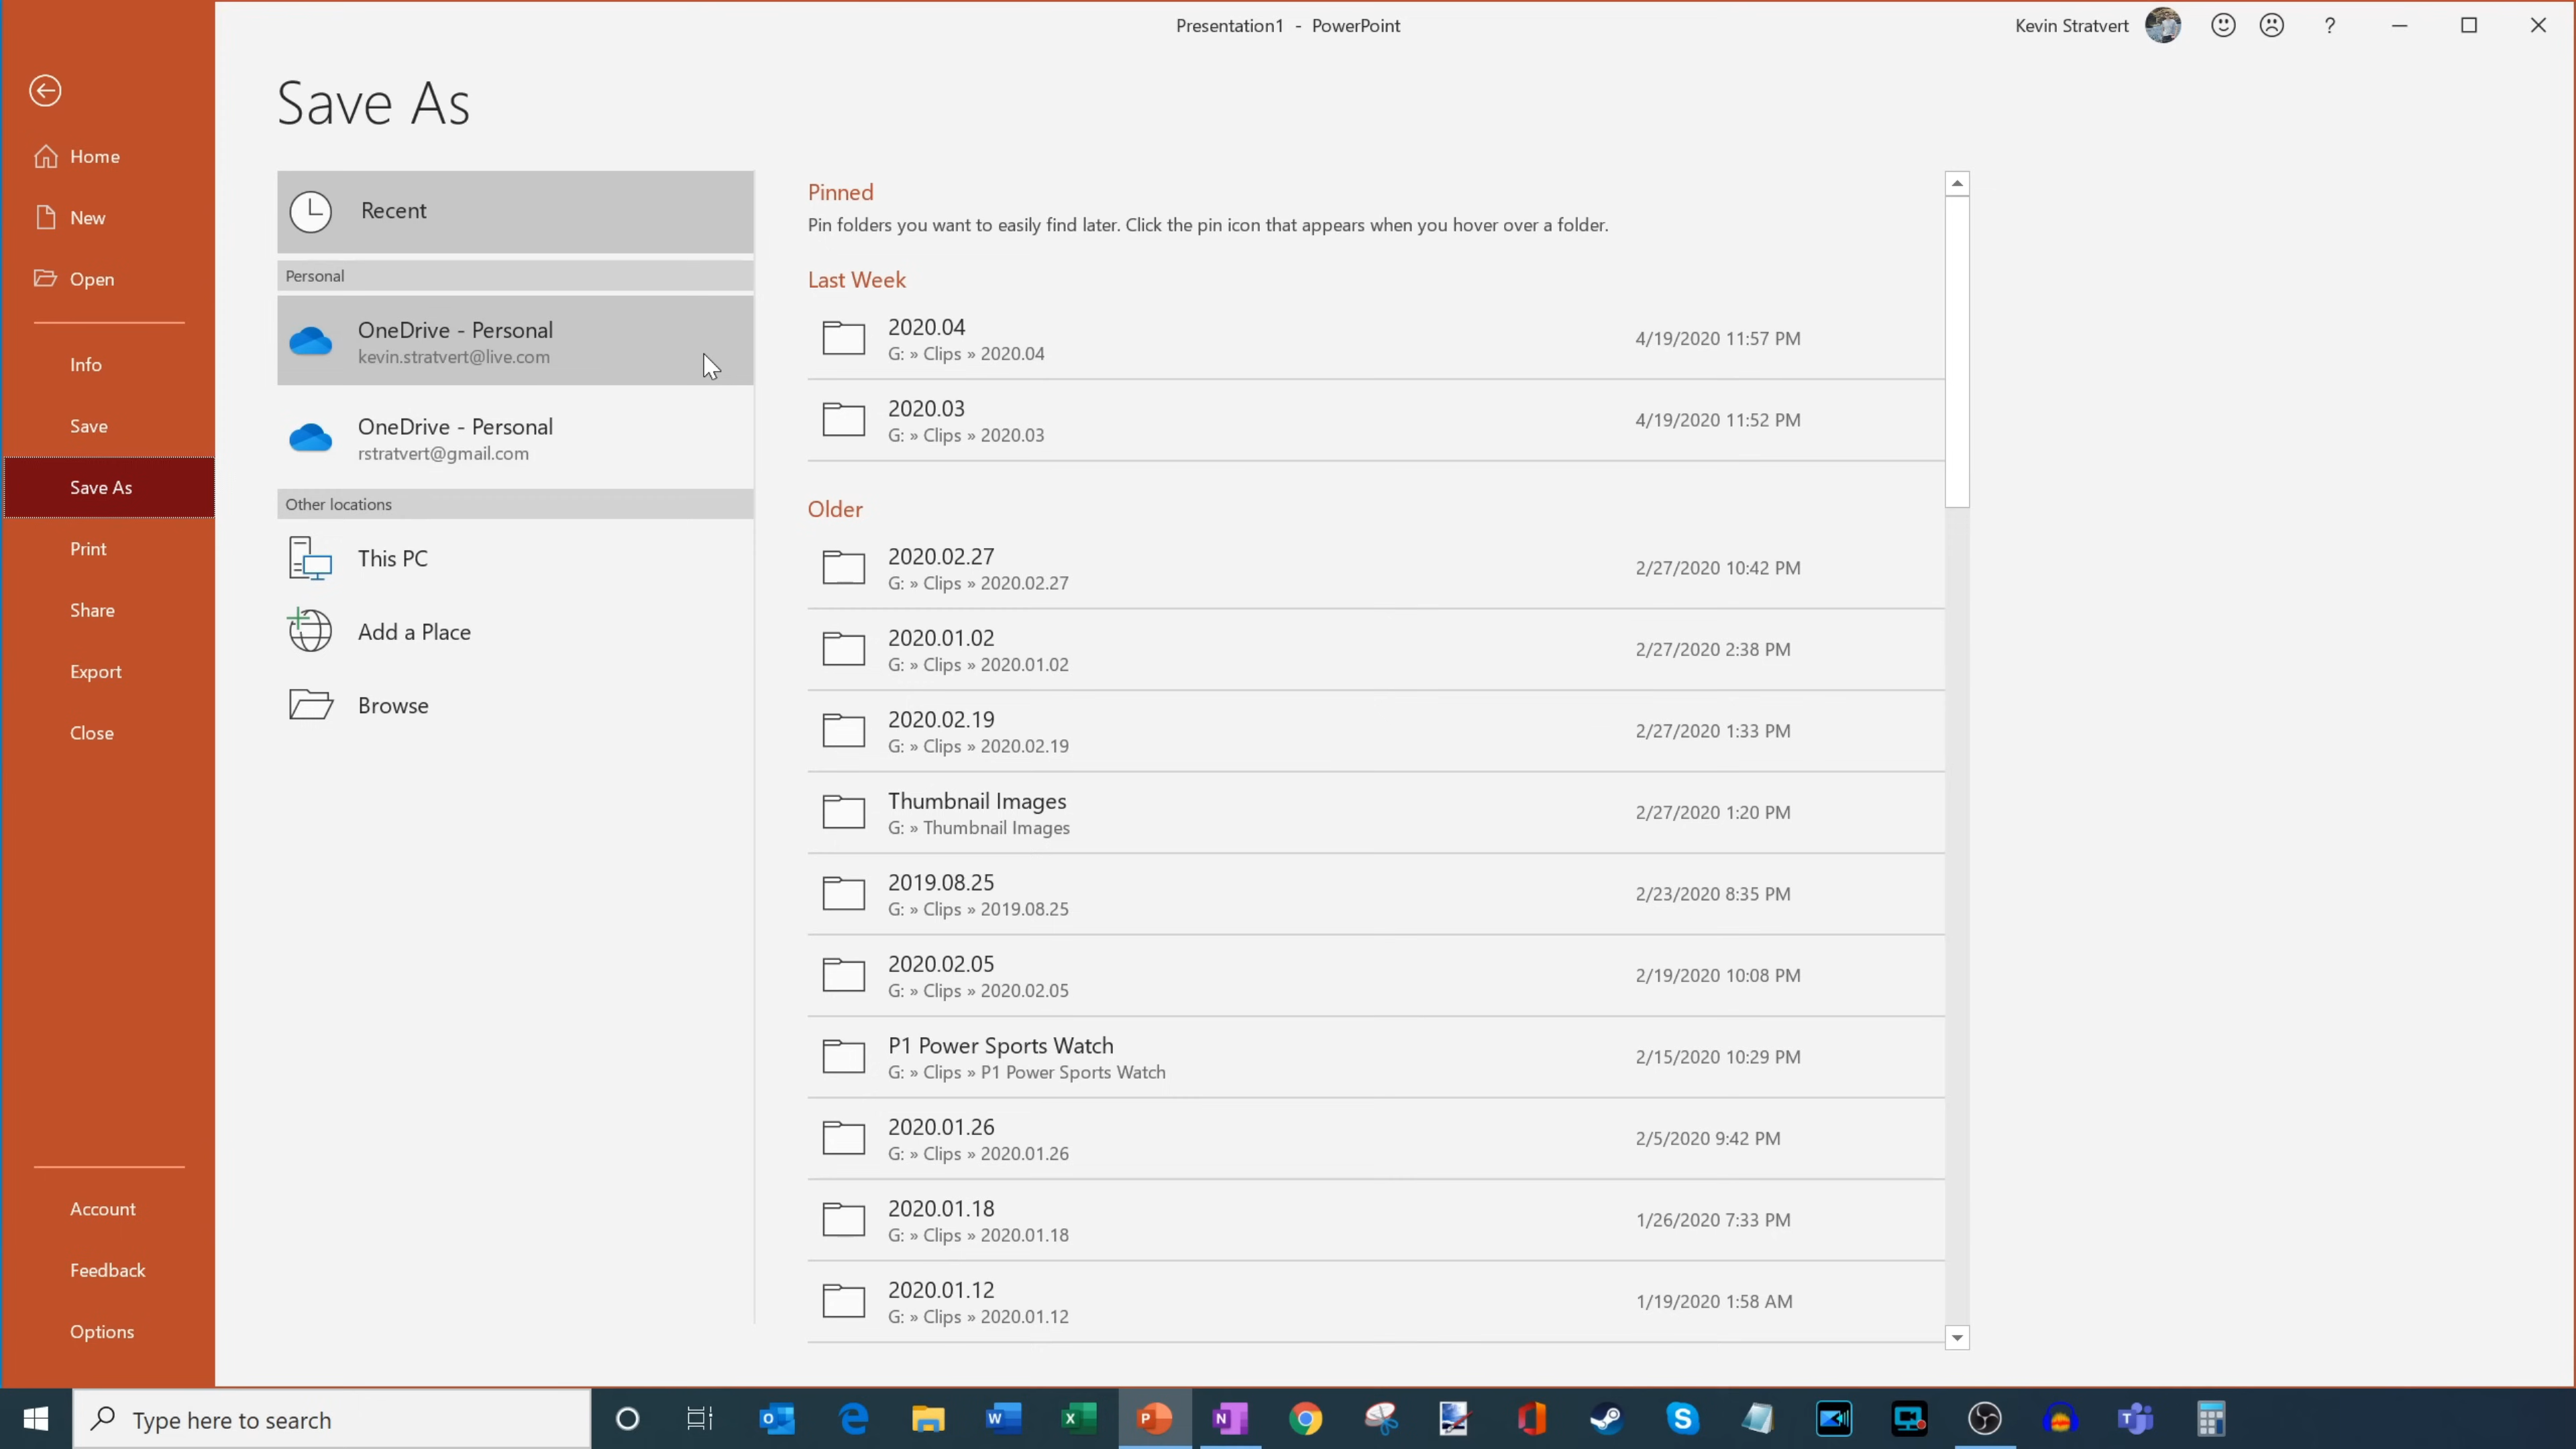 Presentation1 - PowerPoint
Kevin Stratvert
?
Save As
Home
New
Open
Info
Save
Save As
Print
Share
Export
Close
Account
Feedback
Options
Recent
Personal
OneDrive - Personal
kevin.stratvert@live.com
OneDrive - Personal
rstratvert@gmail.com
Other locations
This PC
Add a Place
Browse
Pinned
Pin folders you want to easily find later. Click the pin icon that appears when you hover over a folder.
Last Week
2020.04
G: » Clips » 2020.04
4/19/2020 11:57 PM
2020.03
G: » Clips » 2020.03
4/19/2020 11:52 PM
Older
2020.02.27
G: » Clips » 2020.02.27
2/27/2020 10:42 PM
2020.01.02
G: » Clips » 2020.01.02
2/27/2020 2:38 PM
2020.02.19
G: » Clips » 2020.02.19
2/27/2020 1:33 PM
Thumbnail Images
G: » Thumbnail Images
2/27/2020 1:20 PM
2019.08.25
G: » Clips » 2019.08.25
2/23/2020 8:35 PM
2020.02.05
G: » Clips » 2020.02.05
2/19/2020 10:08 PM
P1 Power Sports Watch
G: » Clips » P1 Power Sports Watch
2/15/2020 10:29 PM
2020.01.26
G: » Clips » 2020.01.26
2/5/2020 9:42 PM
2020.01.18
G: » Clips » 2020.01.18
1/26/2020 7:33 PM
2020.01.12
G: » Clips » 2020.01.12
1/19/2020 1:58 AM
Type here to search